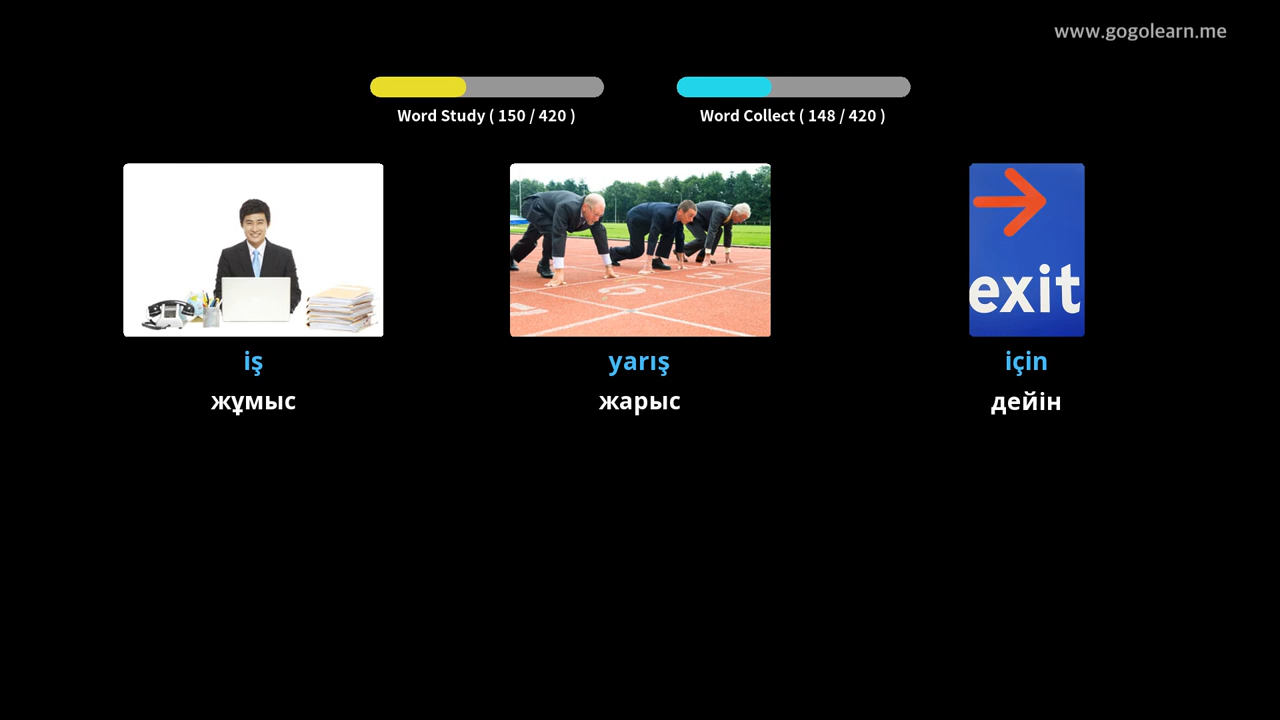 www.gogolearn.me
Word Study ( 150 / 420 )
Word Collect ( 148 / 420 )
exit
iş
yarış
için
жұмыс
жарыс
дейін